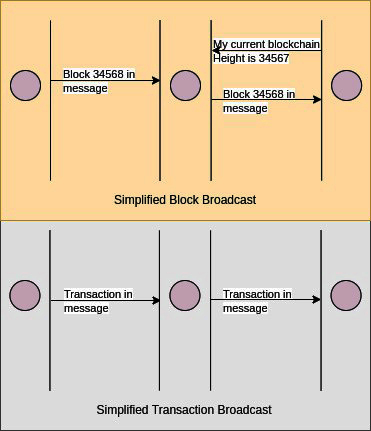 My current blockchain
Height is 34567
Block 34568 in
message
Block 34568 in
message
Simplified Block Broadcast
Transaction in
message
Transaction in
message
Simplified Transaction Broadcast